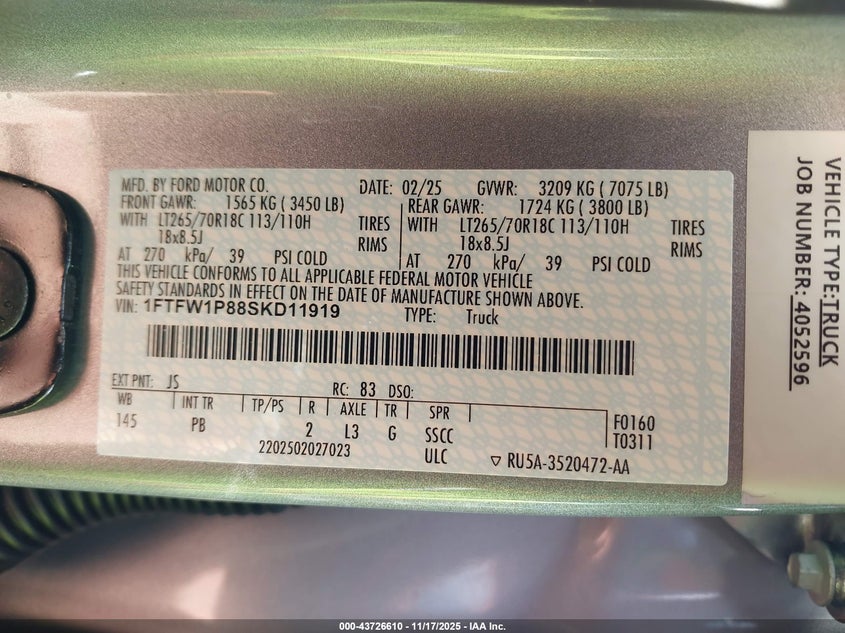 MFD. BY FORD MOTOR CO. DATE: 02/25 GVWR: 3209 KG ( 7075 LB)
FRONT GAWR: 1565 KG ( 3450 LB) REAR GAWR: 1724 KG ( 3800 LB)
WITH LT265/70R18C 113/110H TIRES WITH LT265/70R18C 113/110H TIRES
18x8.5J RIMS 18x8.5J RIMS
AT 270 kPa/ 39 PSI COLD AT 270 kPa/ 39 PSI COLD
THIS VEHICLE CONFORMS TO ALL APPLICABLE FEDERAL MOTOR VEHICLE
SAFETY STANDARDS IN EFFECT ON THE DATE OF MANUFACTURE SHOWN ABOVE.
VIN: 1FTFW1P88SKD11919 TYPE: Truck
EXT PNT: JS RC: 83 DSO:
WB INT TR TP/PS R AXLE TR SPR F0160
145 PB 2 L3 G SSCC T0311
2202502027023 ULC ▽ RU5A-3520472-AA
VEHICLE TYPE:TRUCK
JOB NUMBER: 4052596
000-43726610 - 11/17/2025 - IAA Inc.